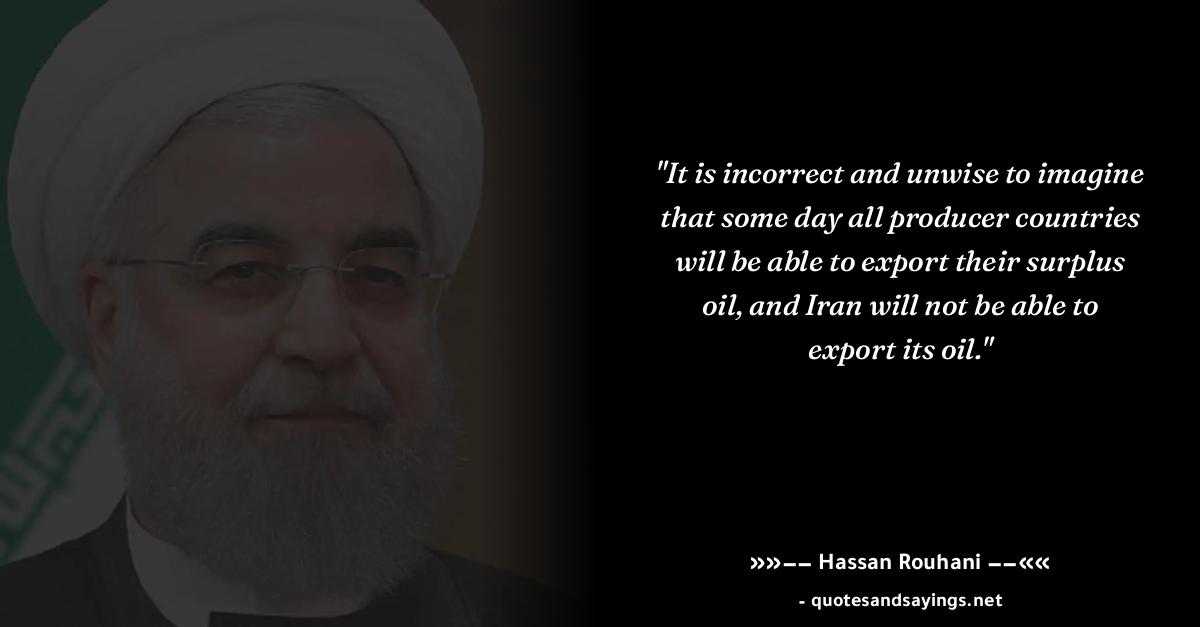 "It is incorrect and unwise to imagine
that some day all producer countries
will be able to export their surplus
oil, and Iran will not be able to
export its oil."
»»–– Hassan Rouhani ––««
- quotesandsayings.net